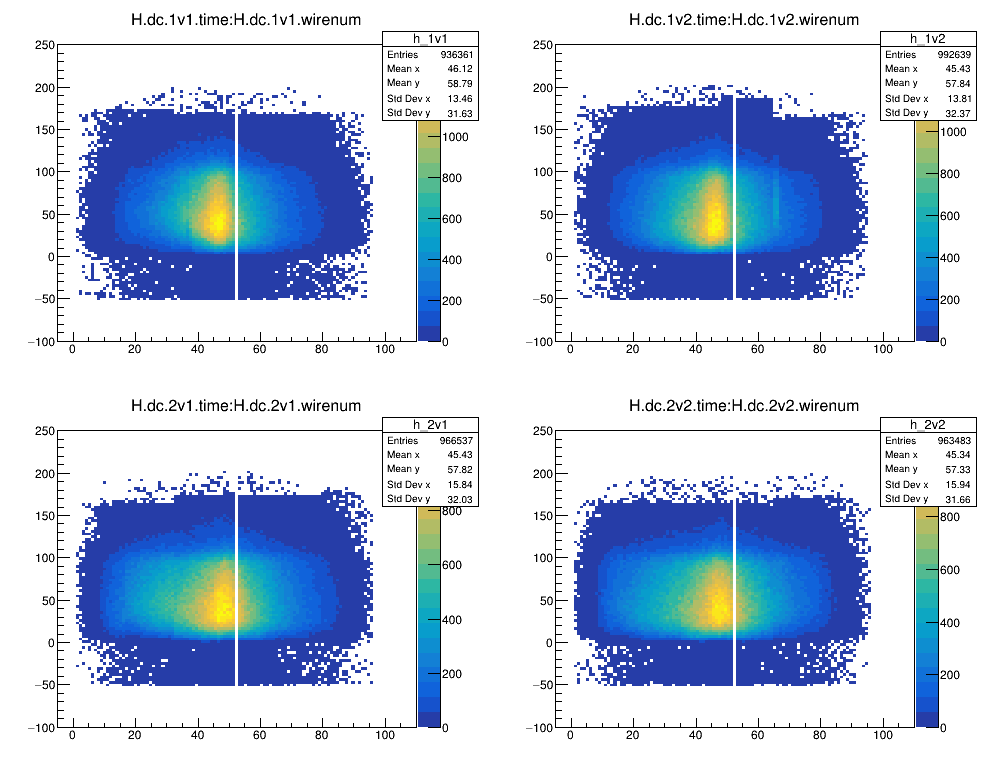 H.dc.1v1.time:H.dc.1v1.wirenum
h_1v1
Entries 936361
Mean x 46.12
Mean y 58.79
Std Dev x 13.46
Std Dev y 31.63
250
200
150
100
50
0
−50
−100
0 20 40 60 80 100
1000
800
600
400
200
0
H.dc.1v2.time:H.dc.1v2.wirenum
h_1v2
Entries 992639
Mean x 45.43
Mean y 57.84
Std Dev x 13.81
Std Dev y 32.37
250
200
150
100
50
0
−50
−100
0 20 40 60 80 100
1000
800
600
400
200
0
H.dc.2v1.time:H.dc.2v1.wirenum
h_2v1
Entries 966537
Mean x 45.43
Mean y 57.82
Std Dev x 15.84
Std Dev y 32.03
250
200
150
100
50
0
−50
−100
0 20 40 60 80 100
800
600
400
200
0
H.dc.2v2.time:H.dc.2v2.wirenum
h_2v2
Entries 963483
Mean x 45.34
Mean y 57.33
Std Dev x 15.94
Std Dev y 31.66
250
200
150
100
50
0
−50
−100
0 20 40 60 80 100
800
600
400
200
0